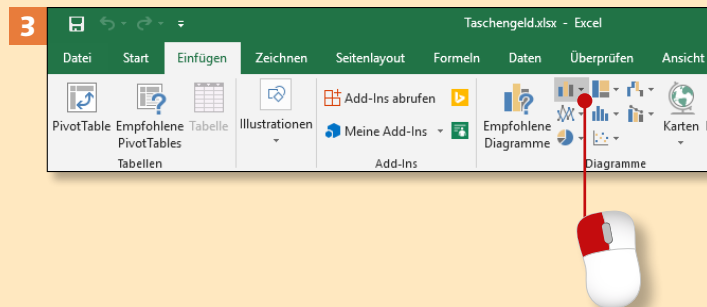 3
Taschengeld.xlsx - Excel
Datei Start Einfügen Zeichnen Seitenlayout Formeln Daten Überprüfen Ansicht
PivotTable Empfohlene PivotTables Tabelle
Tabellen
Illustrationen
Add-Ins abrufen
Meine Add-Ins
Add-Ins
Empfohlene Diagramme
Karten
Diagramme